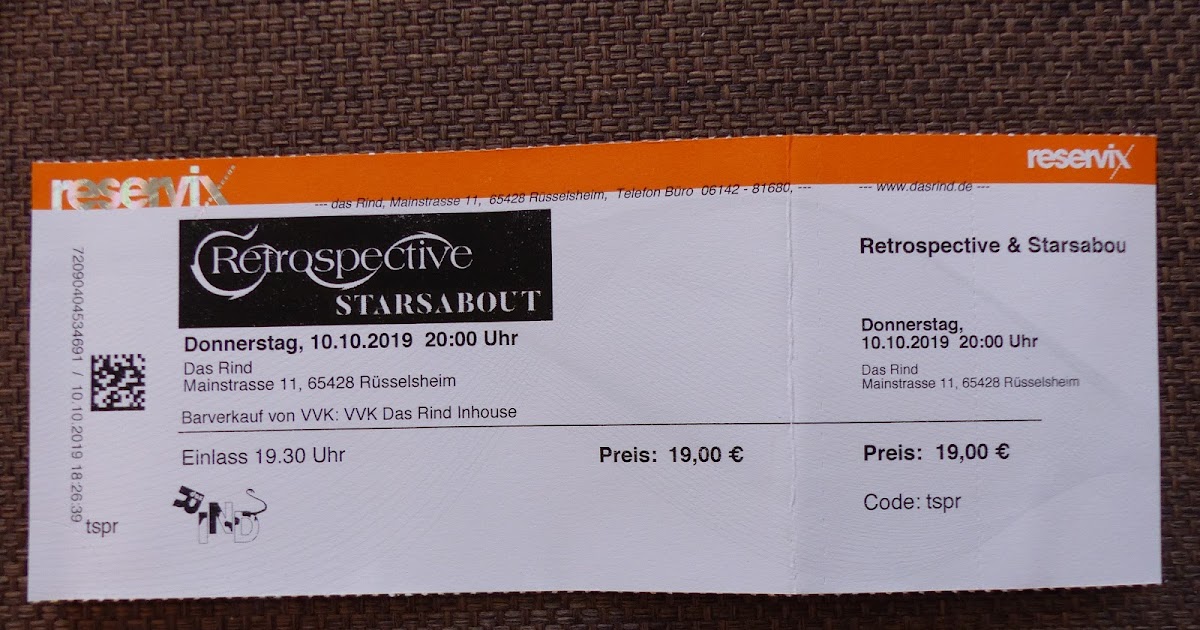 reservix
--- das Rind, Mainstrasse 11, 65428 Rüsselsheim, Telefon Büro 06142 - 81680, ---
Retrospective
STARSABOUT
Donnerstag, 10.10.2019 20:00 Uhr
Das Rind
Mainstrasse 11, 65428 Rüsselsheim
Barverkauf von VVK: VVK Das Rind Inhouse
Einlass 19.30 Uhr
Preis: 19,00 €
RIND
72090404534691 / 10.10.2019 18:26:39
tspr
reservix
--- www.dasrind.de ---
Retrospective & Starsabou
Donnerstag,
10.10.2019 20:00 Uhr
Das Rind
Mainstrasse 11, 65428 Rüsselsheim
Preis: 19,00 €
Code: tspr